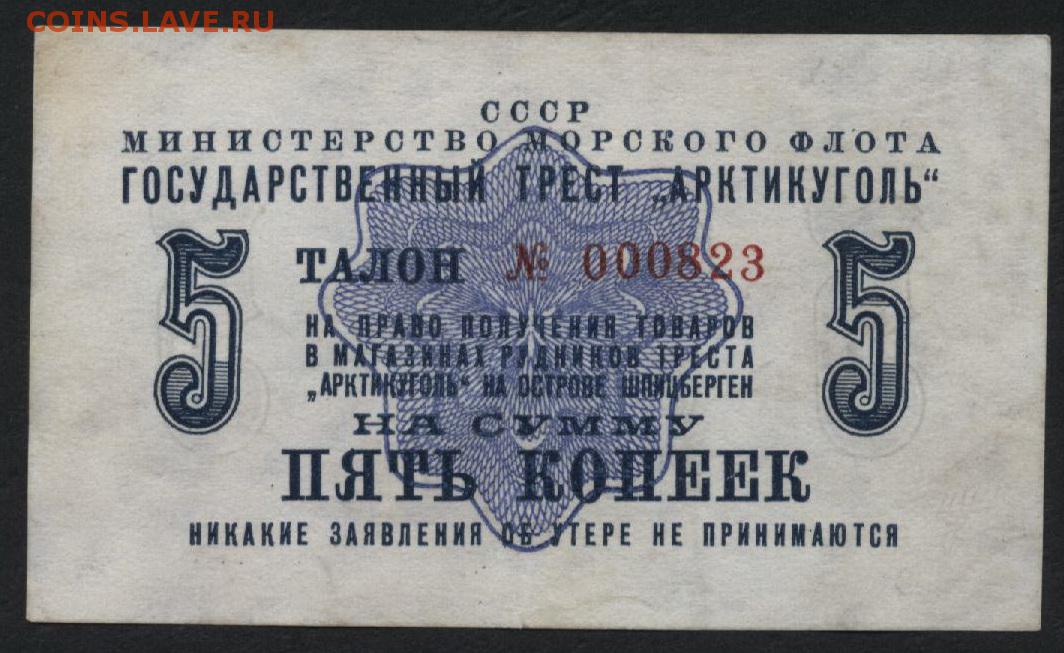 COINS.LAVE.RU
СССР
МИНИСТЕРСТВО МОРСКОГО ФЛОТА
ГОСУДАРСТВЕННЫЙ ТРЕСТ „АРКТИКУГОЛЬ“
5 ТАЛОН № 000823 5
НА ПРАВО ПОЛУЧЕНИЯ ТОВАРОВ
В МАГАЗИНАХ РУДНИКОВ ТРЕСТА
„АРКТИКУГОЛЬ“ НА ОСТРОВЕ ШПИЦБЕРГЕН
НА СУММУ
ПЯТЬ КОПЕЕК
НИКАКИЕ ЗАЯВЛЕНИЯ ОБ УТЕРЕ НЕ ПРИНИМАЮТСЯ